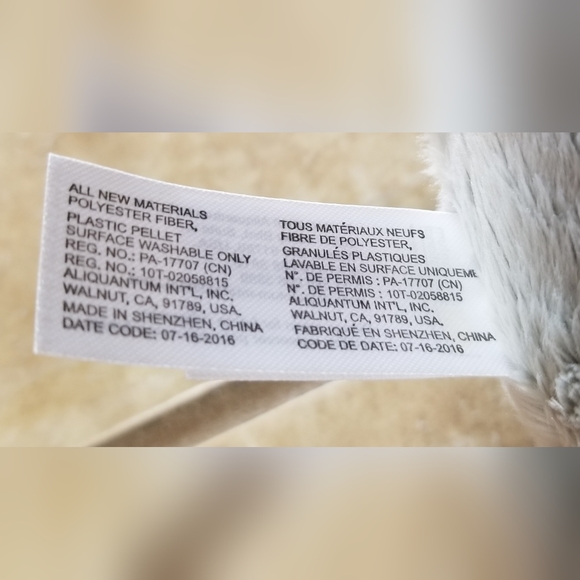 ALL NEW MATERIALS
POLYESTER FIBER,
PLASTIC PELLET
SURFACE WASHABLE ONLY
REG. NO.: PA-17707 (CN)
REG. NO.: 10T-02058815
ALIQUANTUM INT'L, INC.
WALNUT, CA, 91789, USA.
MADE IN SHENZHEN, CHINA
DATE CODE: 07-16-2016
TOUS MATÉRIAUX NEUFS
FIBRE DE POLYESTER,
GRANULÉS PLASTIQUES
LAVABLE EN SURFACE UNIQUEME
N°. DE PERMIS : PA-17707 (CN)
N°. DE PERMIS : 10T-02058815
ALIQUANTUM INT'L, INC.
WALNUT, CA, 91789, USA.
FABRIQUÉ EN SHENZHEN, CHINA
CODE DE DATE: 07-16-2016